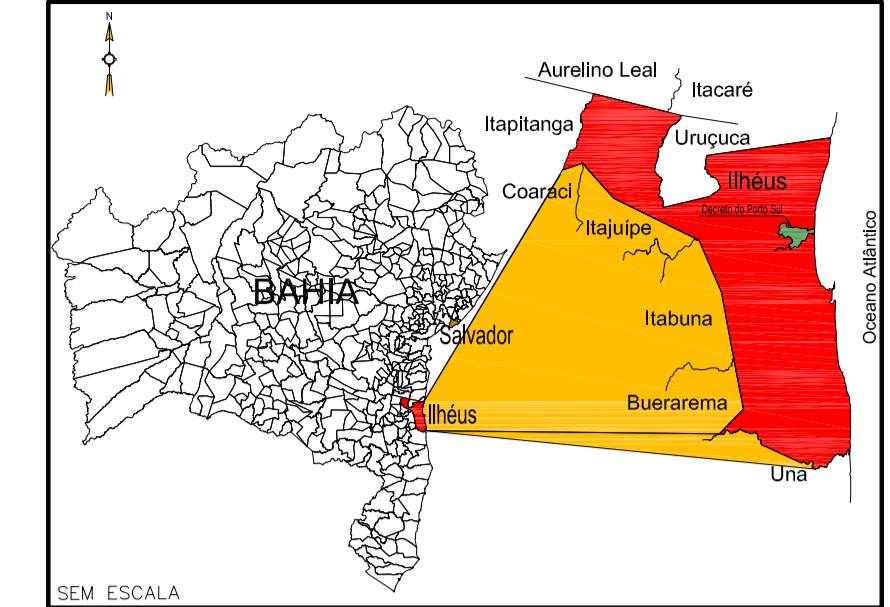 N
Aurelino Leal
Itacaré
Itapitanga
Uruçuca
Ilhéus
Coaraci
Decreto do Porto Sul
Itajuípe
Oceano Atlântico
BAHIA
Itabuna
Salvador
Buerarema
Ilhéus
Una
SEM ESCALA